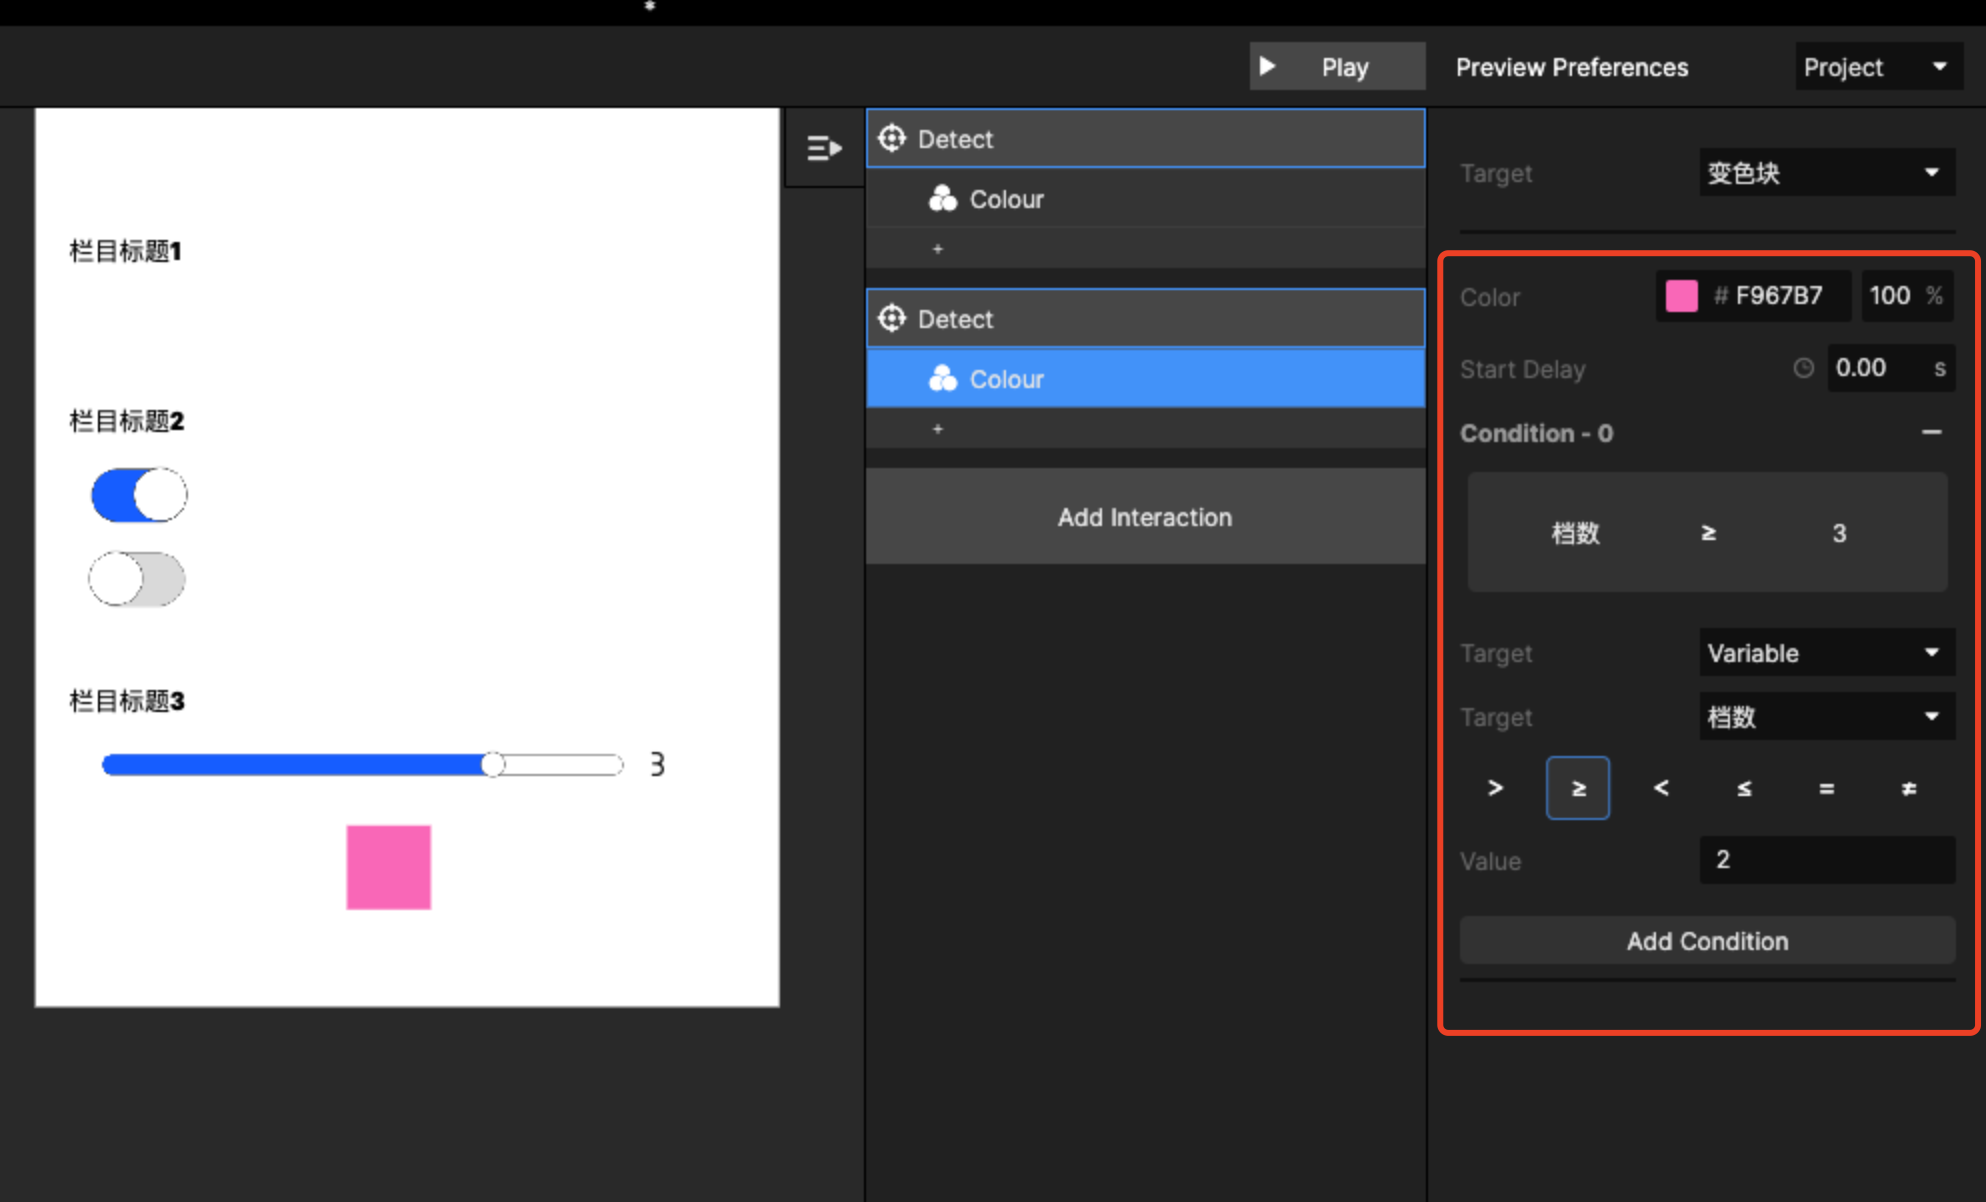 *
Play
Preview Preferences
Project
栏目标题1
栏目标题2
栏目标题3
3
Detect
Colour
+
Detect
Colour
+
Add Interaction
Target 变色块
Color # F967B7 100 %
Start Delay 0.00 s
Condition - 0 −
档数 ≥ 3
Target Variable
Target 档数
> ≥ < ≤ = ≠
Value 2
Add Condition